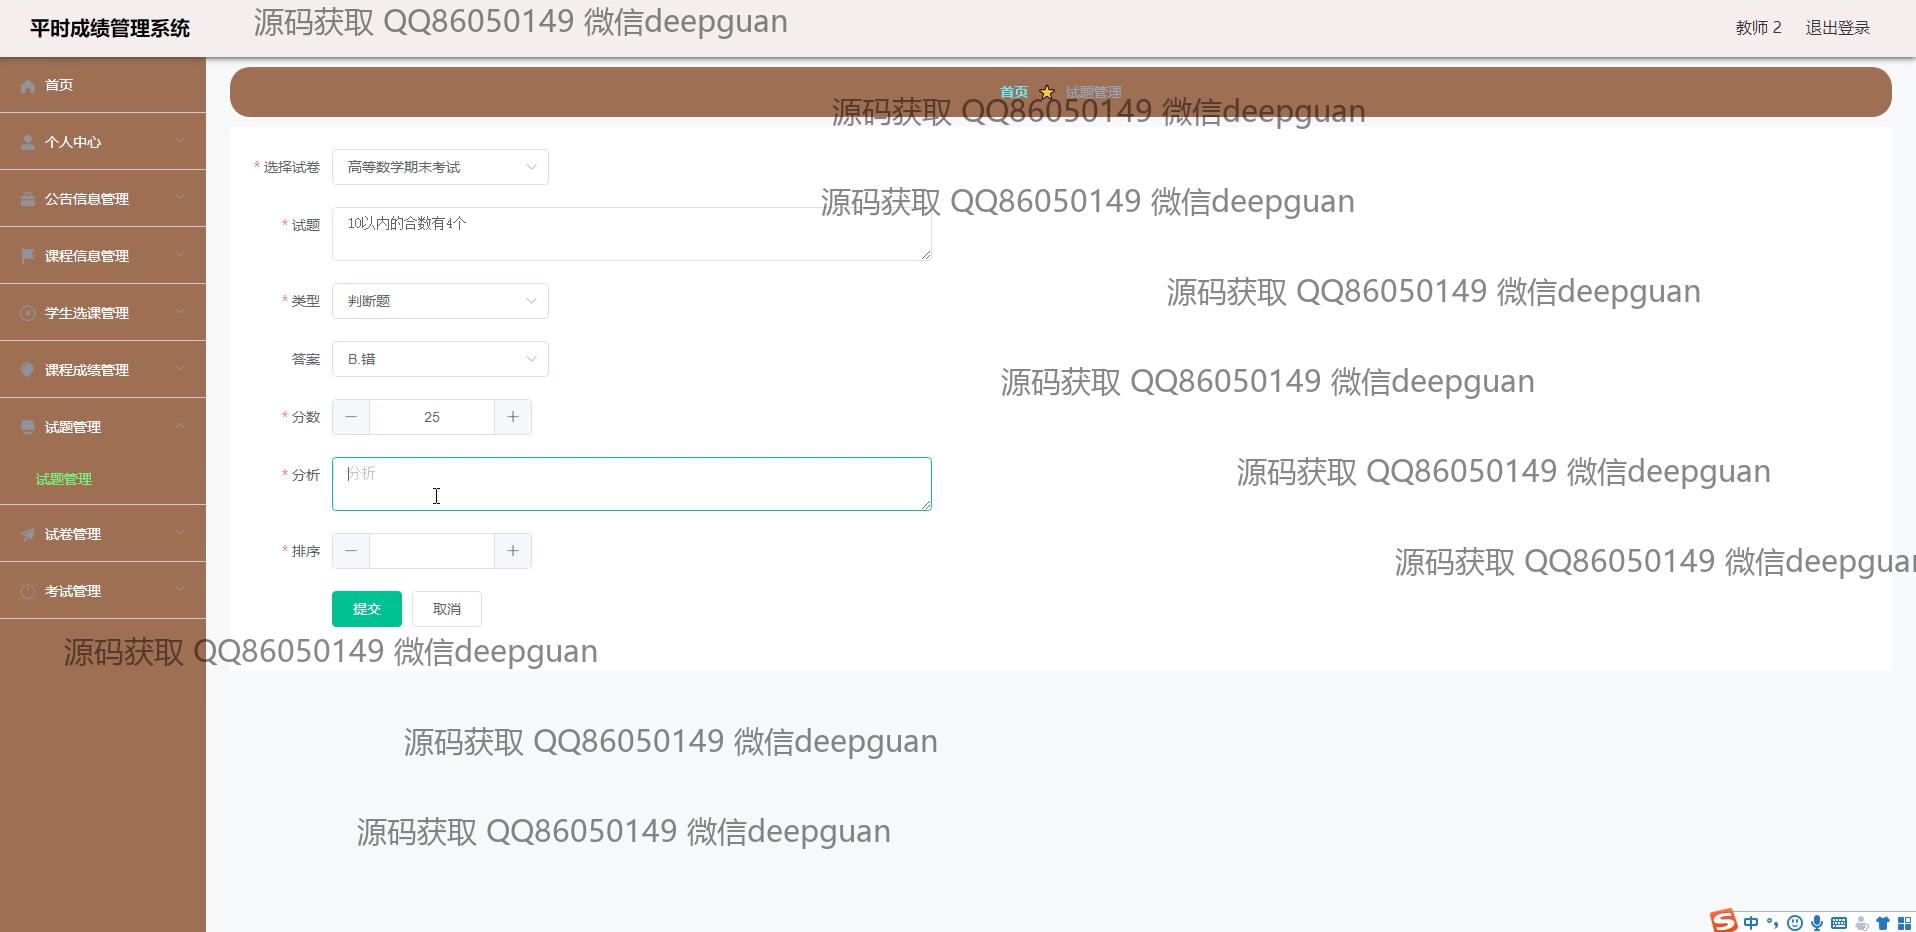 平时成绩管理系统
源码获取 QQ86050149 微信deepguan
教师 2 退出登录
首页
个人中心
公告信息管理
课程信息管理
学生选课管理
课程成绩管理
试题管理
试题管理
试卷管理
考试管理
首页 试题管理
源码获取 QQ86050149 微信deepguan
* 选择试卷 高等数学期末考试
源码获取 QQ86050149 微信deepguan
* 试题 10以内的合数有4个
源码获取 QQ86050149 微信deepguan
* 类型 判断题
答案 B.错
源码获取 QQ86050149 微信deepguan
* 分数 25
* 分析 分析
源码获取 QQ86050149 微信deepguan
* 排序
源码获取 QQ86050149 微信deepguan
提交 取消
源码获取 QQ86050149 微信deepguan
源码获取 QQ86050149 微信deepguan
源码获取 QQ86050149 微信deepguan
S 中